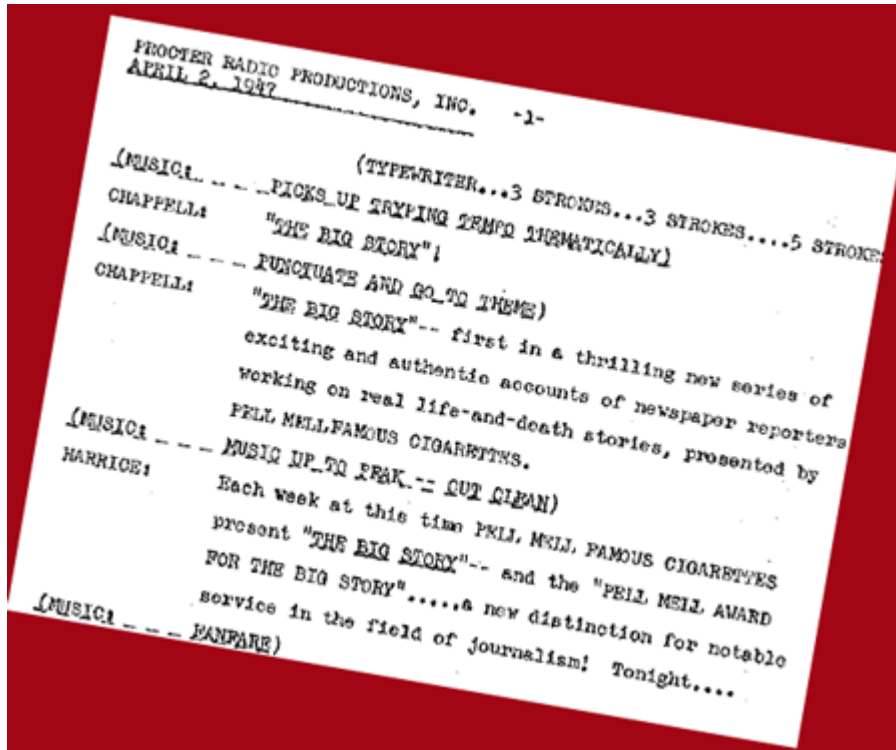 PROCTER RADIO PRODUCTIONS, INC. -1-
APRIL 2, 1947
(TYPEWRITER...3 STROKES...3 STROKES....5 STROKES
(MUSIC: _ _ _ PICKS UP TRYPING TEMPO THEMATICALLY)
CHAPPELL: "THE BIG STORY"!
(MUSIC: _ _ _ PUNCTUATE AND GO TO THEME)
CHAPPELL: "THE BIG STORY"-- first in a thrilling new series of
exciting and authentic accounts of newspaper reporters
working on real life-and-death stories, presented by
PELL MELL FAMOUS CIGARETTES.
(MUSIC: _ _ _ MUSIC UP TO PEAK -- CUT CLEAN)
HARRICE: Each week at this time PELL MELL FAMOUS CIGARETTES
present "THE BIG STORY"-- and the "PELL MELL AWARD
FOR THE BIG STORY".....a new distinction for notable
service in the field of journalism! Tonight....
(MUSIC: _ _ _ FANFARE)